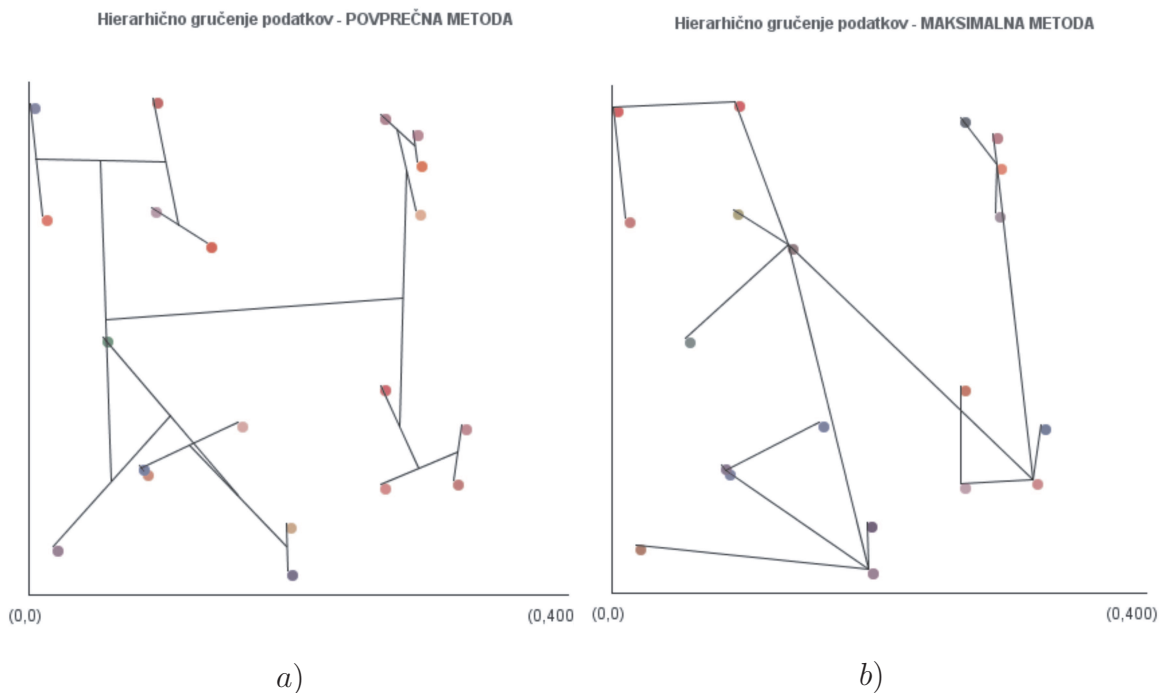 Hierarhično gručenje podatkov - POVPREČNA METODA
Hierarhično gručenje podatkov - MAKSIMALNA METODA
(0,0)
(0,400
(0,0)
(0,400)
a)
b)